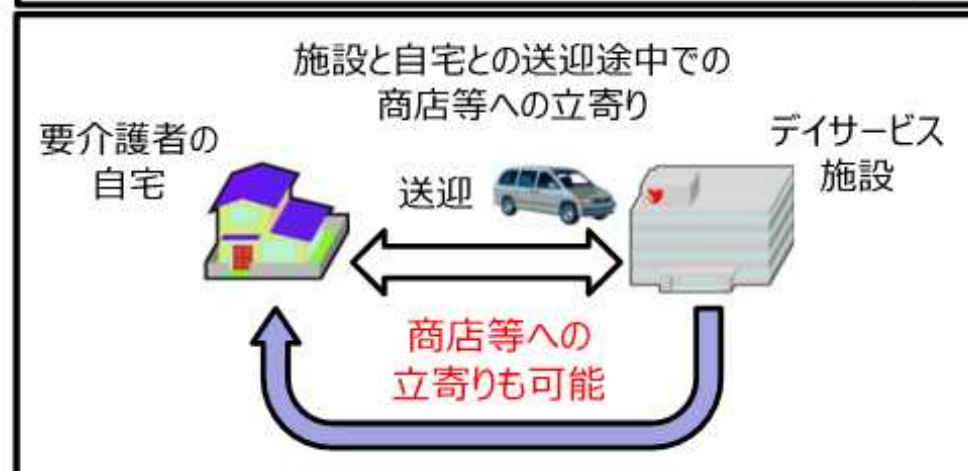 施設と自宅との送迎途中での
商店等への立寄り
要介護者の
自宅
送迎
デイサービス
施設
商店等への
立寄りも可能